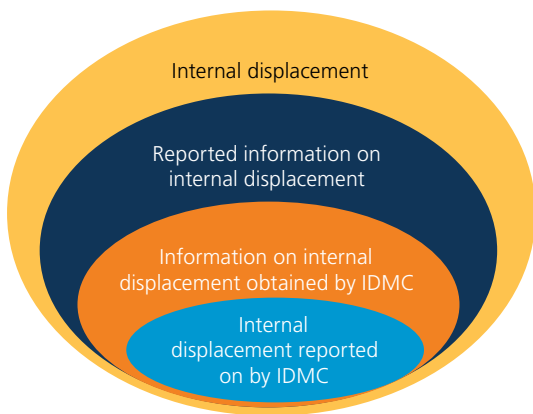 Internal displacement
Reported information on
internal displacement
Information on internal
displacement obtained by IDMC
Internal
displacement reported
on by IDMC